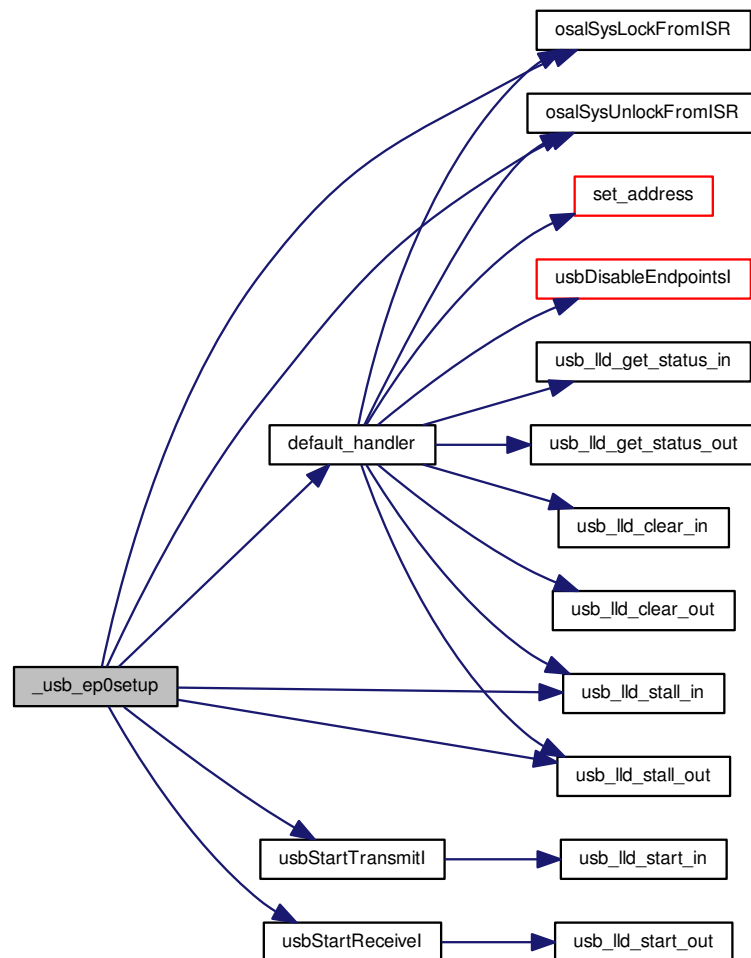 osalSysLockFromISR
osalSysUnlockFromISR
set_address
usbDisableEndpointsI
usb_lld_get_status_in
default_handler
usb_lld_get_status_out
usb_lld_clear_in
usb_lld_clear_out
_usb_ep0setup
usb_lld_stall_in
usb_lld_stall_out
usbStartTransmitI
usb_lld_start_in
usbStartReceiveI
usb_lld_start_out